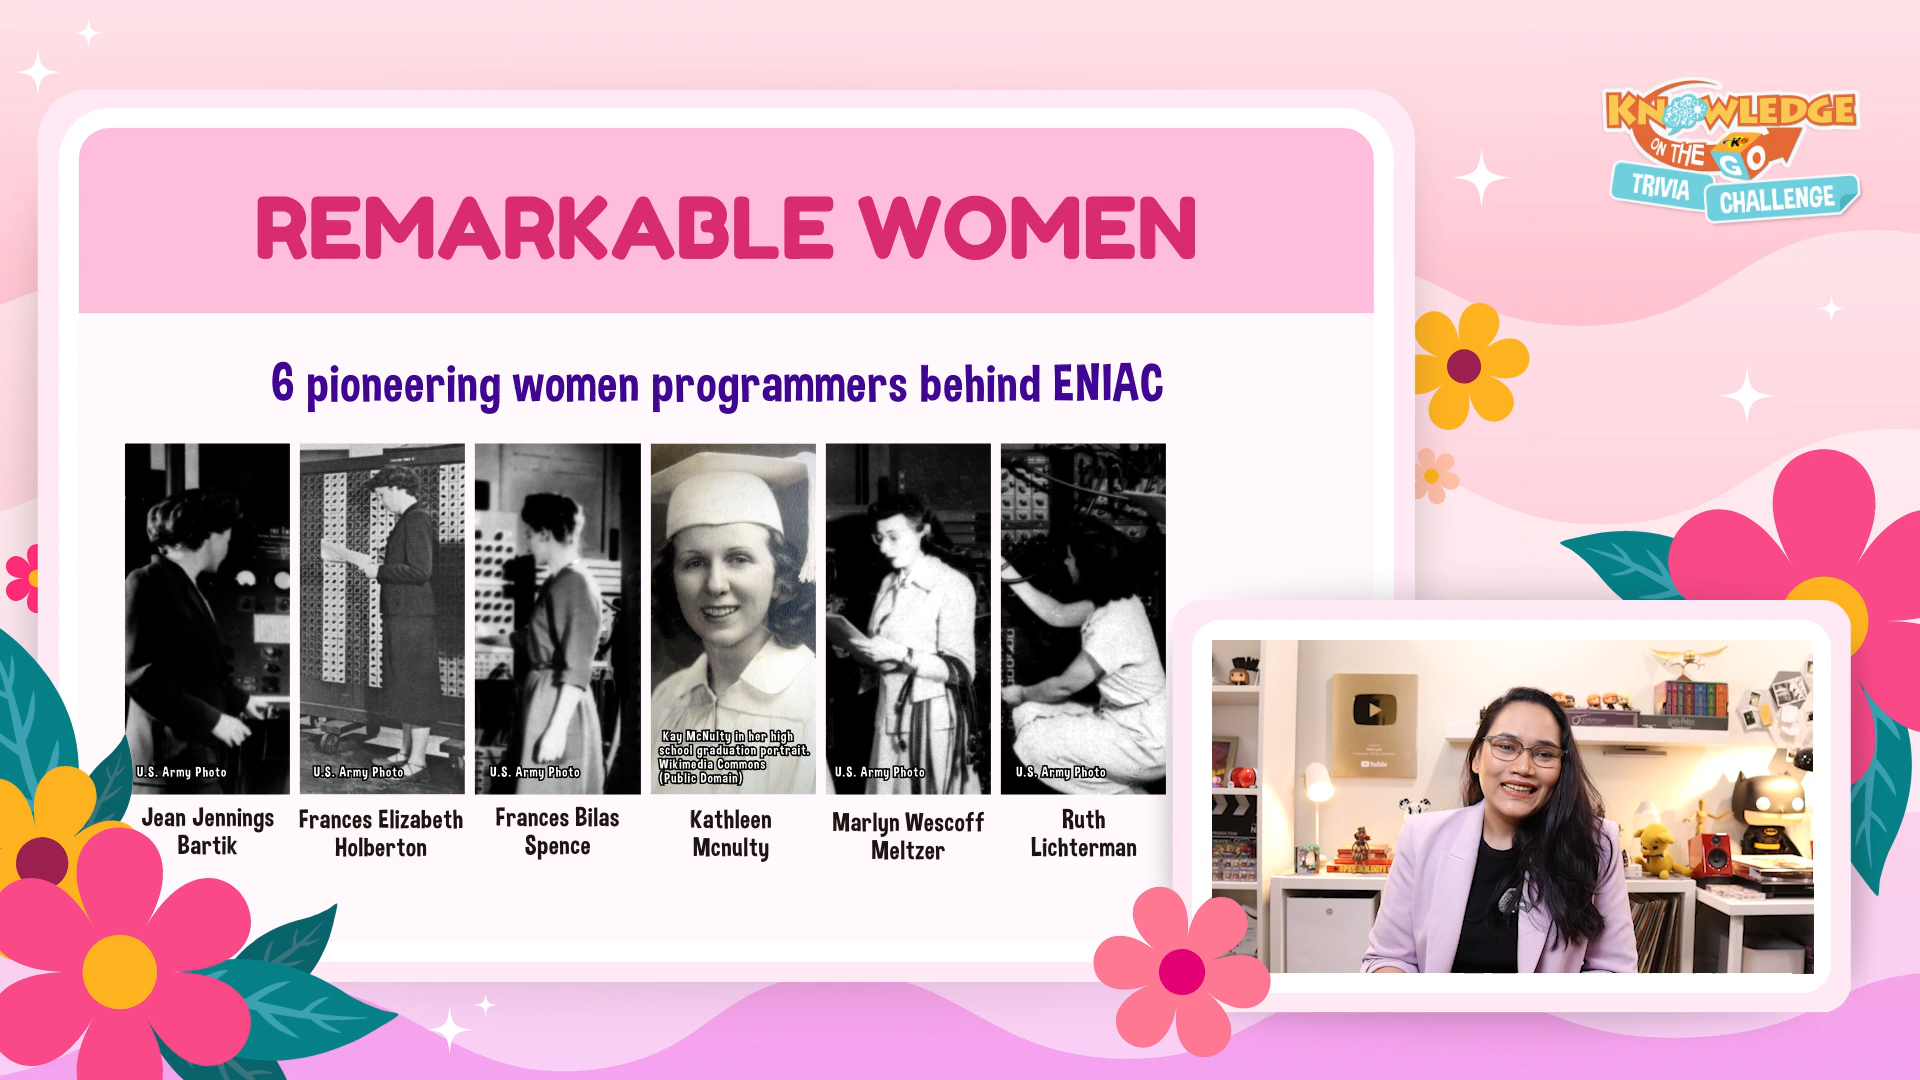 KNOWLEDGE
ON THE GO
TRIVIA CHALLENGE
REMARKABLE WOMEN
6 pioneering women programmers behind ENIAC
U.S. Army Photo
U.S. Army Photo
U.S. Army Photo
Kay McNulty in her high
school graduation portrait.
Wikimedia Commons
(Public Domain)
U.S. Army Photo
U.S. Army Photo
Jean Jennings
Bartik
Frances Elizabeth
Holberton
Frances Bilas
Spence
Kathleen
Mcnulty
Marlyn Wescoff
Meltzer
Ruth
Lichterman
YouTube